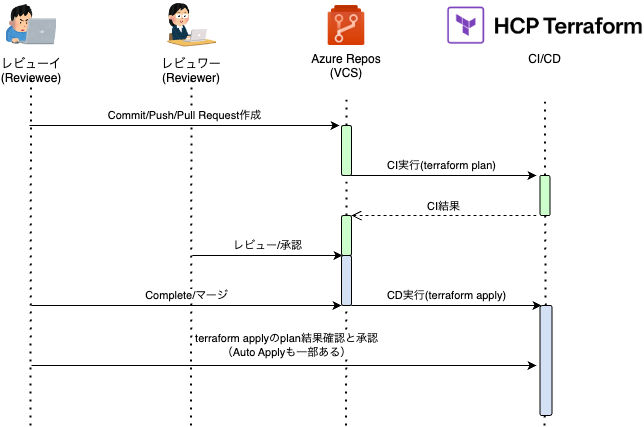 HCP Terraform
レビューイ
(Reviewee)
レビュワー
(Reviewer)
Azure Repos
(VCS)
CI/CD
Commit/Push/Pull Request作成
CI実行(terraform plan)
CI結果
レビュー/承認
Complete/マージ
CD実行(terraform apply)
terraform applyのplan結果確認と承認
（Auto Applyも一部ある）